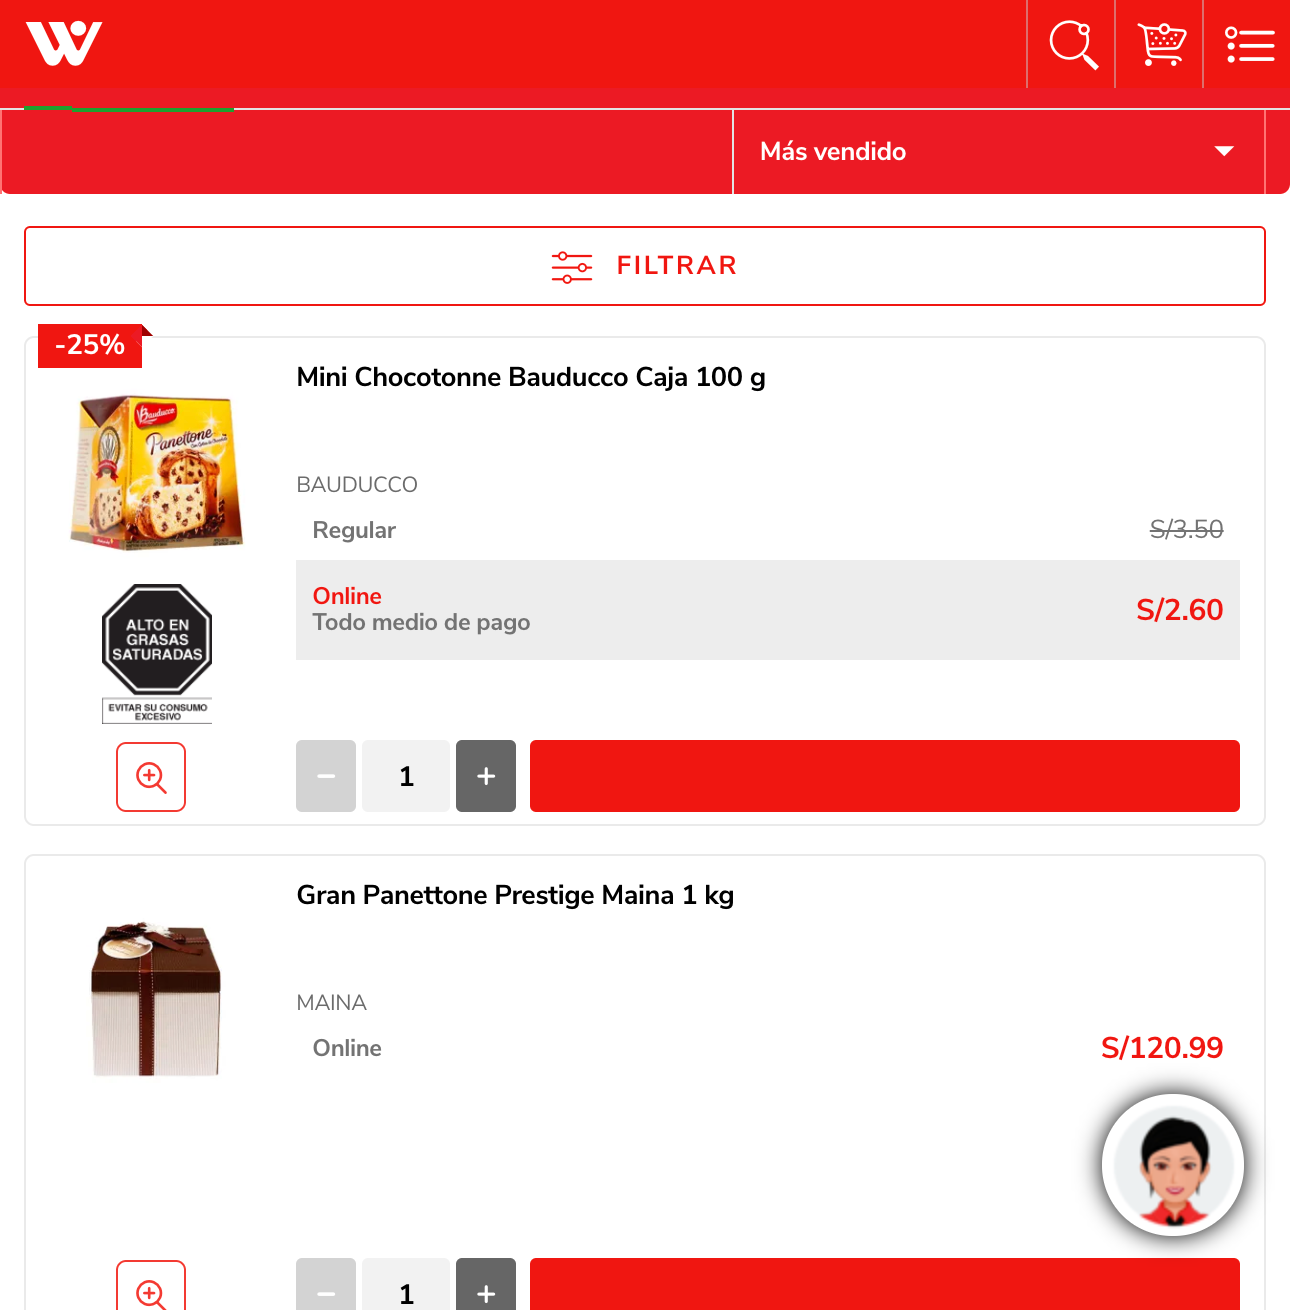 W
Más vendido
FILTRAR
-25%
Mini Chocotonne Bauducco Caja 100 g
Bauducco
Panettone
BAUDUCCO
Regular
S/3.50
Online
Todo medio de pago
S/2.60
ALTO EN
GRASAS
SATURADAS
EVITAR SU CONSUMO
EXCESIVO
1
Gran Panettone Prestige Maina 1 kg
MAINA
Online
S/120.99
1